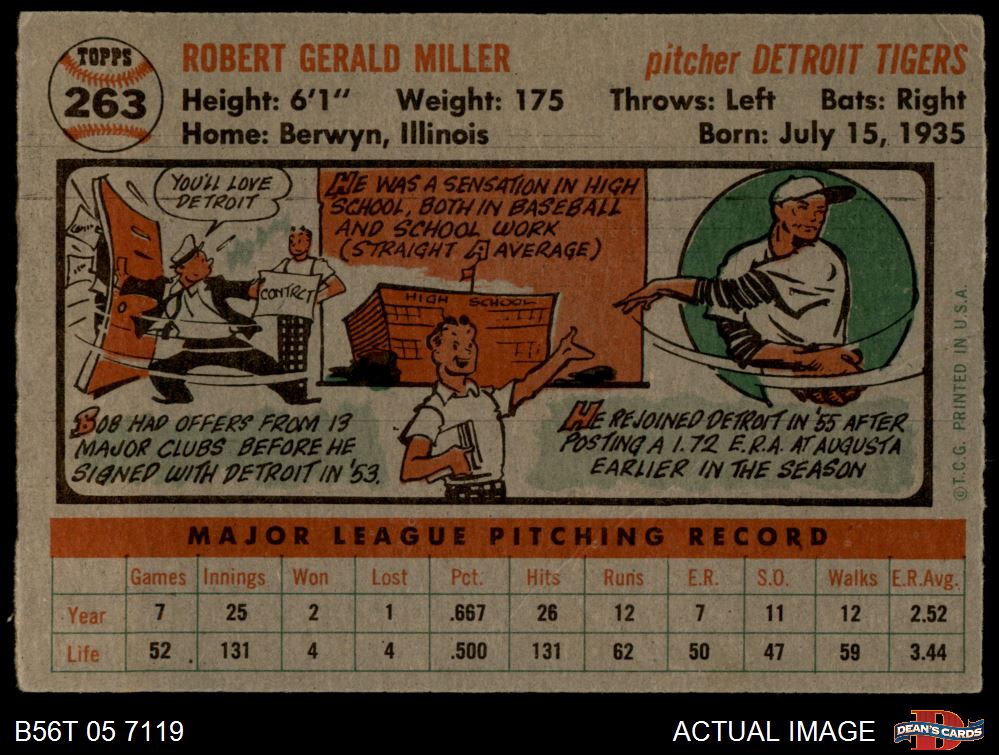 TOPPS
263
ROBERT GERALD MILLER
pitcher DETROIT TIGERS
Height: 6'1" Weight: 175 Throws: Left Bats: Right
Home: Berwyn, Illinois Born: July 15, 1935
YOU'LL LOVE
DETROIT
CONTRCT
HE WAS A SENSATION IN HIGH
SCHOOL, BOTH IN BASEBALL
AND SCHOOL WORK
(STRAIGHT A AVERAGE)
HIGH SCHOOL
BOB HAD OFFERS FROM 13
MAJOR CLUBS BEFORE HE
SIGNED WITH DETROIT IN '53.
HE REJOINED DETROIT IN '55 AFTER
POSTING A 1.72 E.R.A. AT AUGUSTA
EARLIER IN THE SEASON
© T.C.G. PRINTED IN U.S.A.
MAJOR LEAGUE PITCHING RECORD
Games Innings Won Lost Pct. Hits Runs E.R. S.O. Walks E.R.Avg.
Year 7 25 2 1 .667 26 12 7 11 12 2.52
Life 52 131 4 4 .500 131 62 50 47 59 3.44
B56T 05 7119
ACTUAL IMAGE
D
DEAN'S CARDS